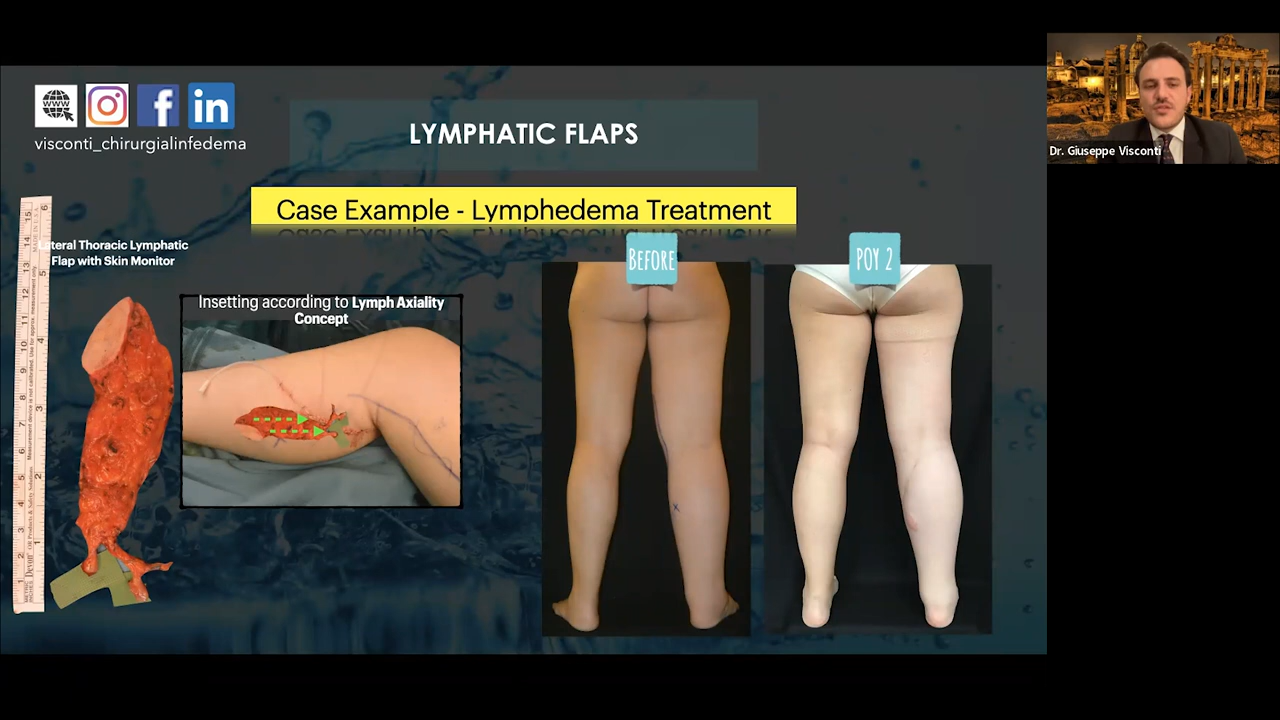 WWW
visconti_chirurgialinfedema
LYMPHATIC FLAPS
Case Example - Lymphedema Treatment
Lateral Thoracic Lymphatic
Flap with Skin Monitor
Insetting according to Lymph Axiality
Concept
BEFORE
POY 2
Dr. Giuseppe Visconti